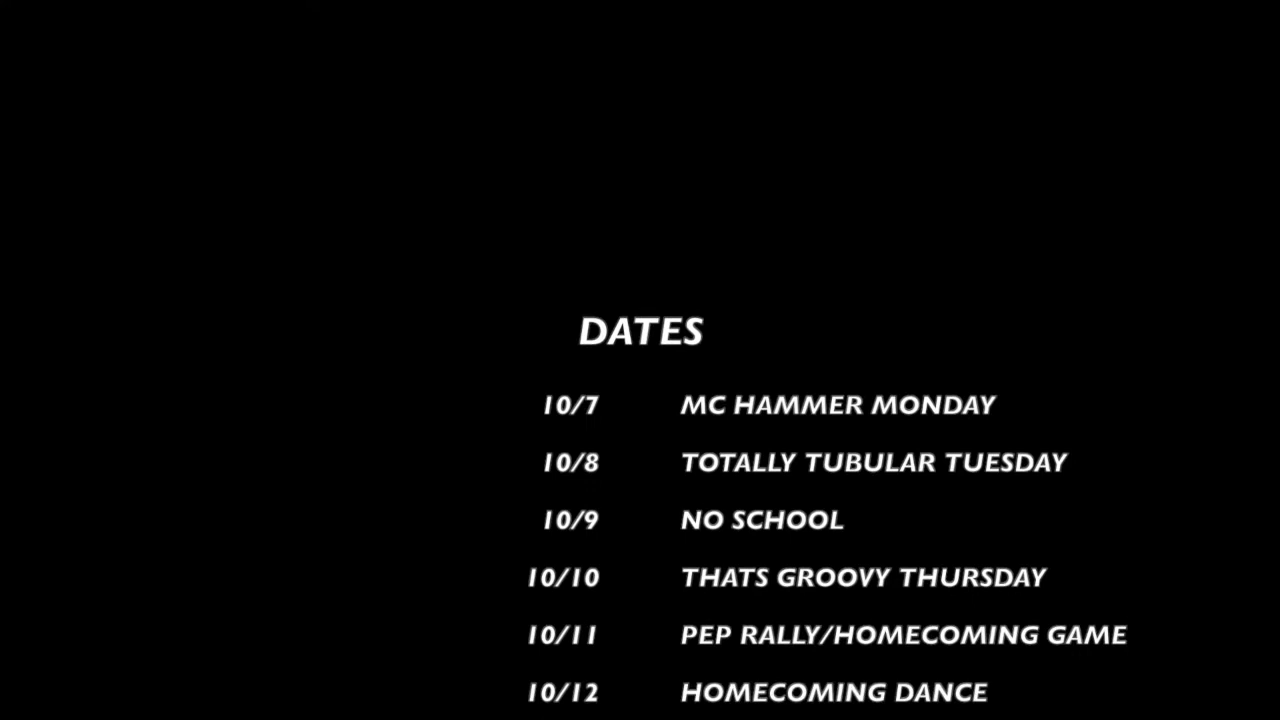 DATES
10/7 MC HAMMER MONDAY
10/8 TOTALLY TUBULAR TUESDAY
10/9 NO SCHOOL
10/10 THATS GROOVY THURSDAY
10/11 PEP RALLY/HOMECOMING GAME
10/12 HOMECOMING DANCE